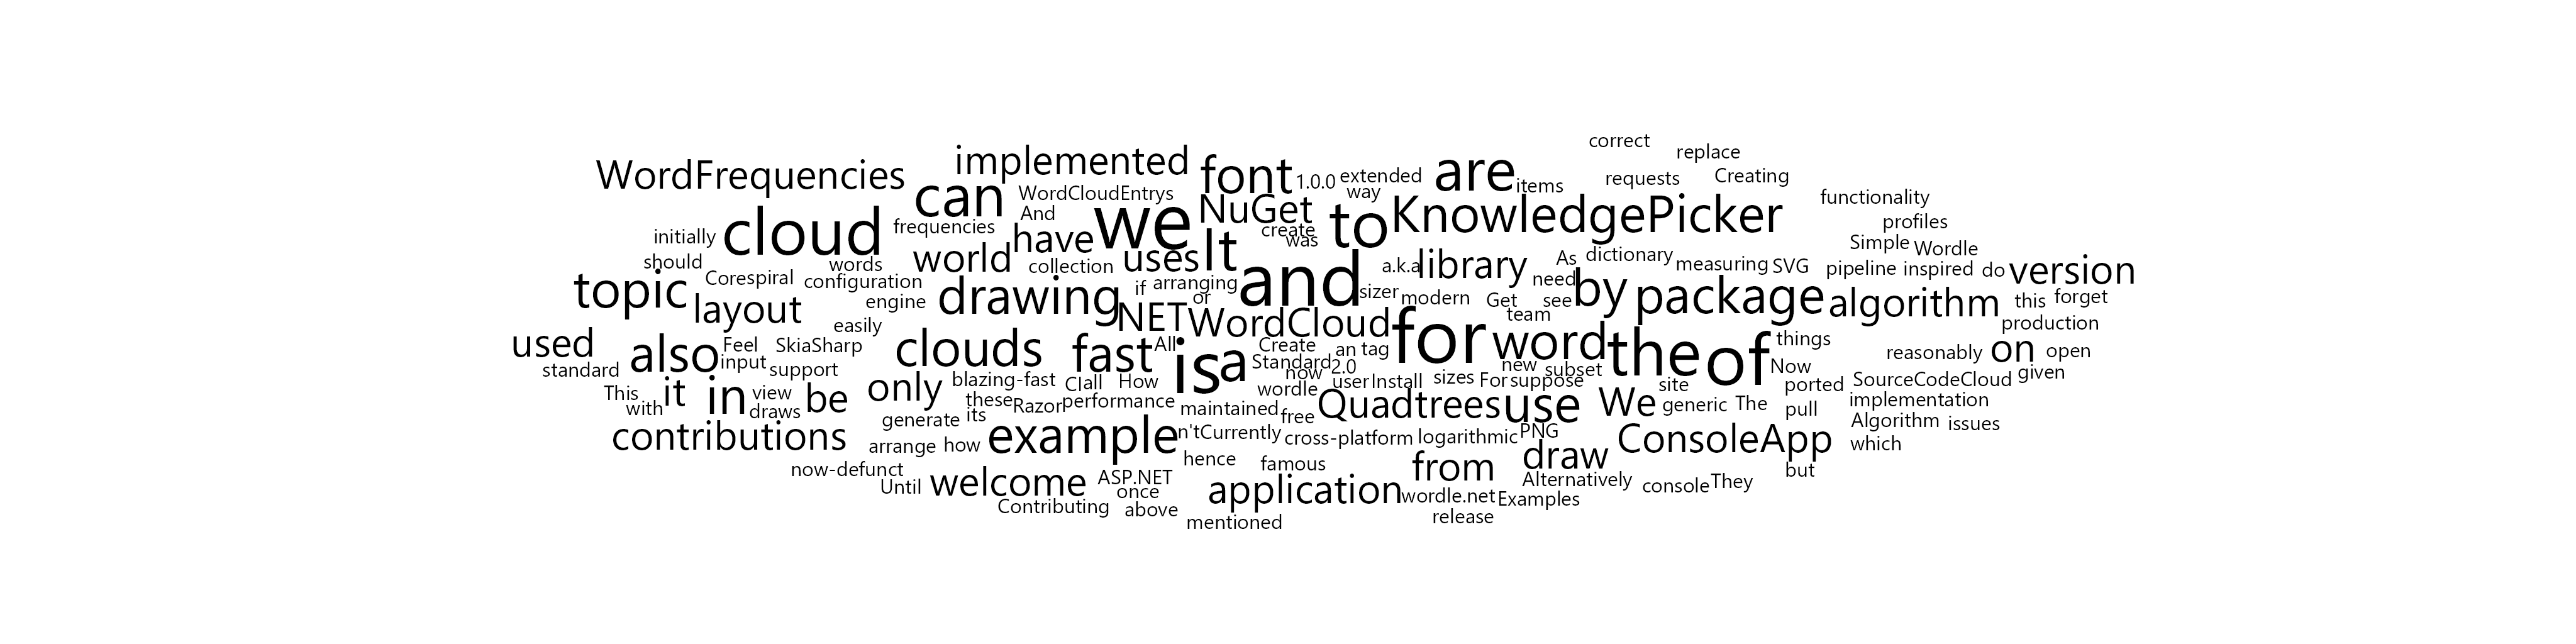 correct
implemented replace
WordFrequencies font 1.0.0 extended are items requests Creating
can WordCloudEntrys way functionality
cloud And we NuGet to KnowledgePicker profiles
initially frequencies have create was It Simple Wordle
should words world collection uses and a.k.a library As dictionary measuring SVG pipeline inspired do version
topic Corespiral configuration drawing if arranging sizer modern need by package algorithm this forget
layout engine or Get see team production
used easily NET WordCloud for word the of things
also Feel SkiaSharp clouds fast All is a Create an tag reasonably on open
standard input support Standard 2.0 new subset Now given
This it in view be only blazing-fast CIall How now wordle user Install sizes For suppose site ported SourceCodeCloud
with draws these Razor performance maintained free Quadtrees use We generic The pull implementation
generate its Algorithm issues
contributions arrange how example n't Currently cross-platform logarithmic PNG ConsoleApp which
now-defunct hence famous from draw but
Until welcome ASP.NET once application wordle.net Alternatively console They
Contributing above Examples
mentioned release